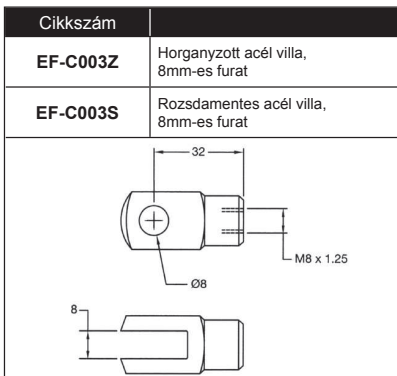 Cikkszám
EF-C003Z
Horganyzott acél villa,
8mm-es furat
EF-C003S
Rozsdamentes acél villa,
8mm-es furat
32
M8 x 1.25
Ø8
8